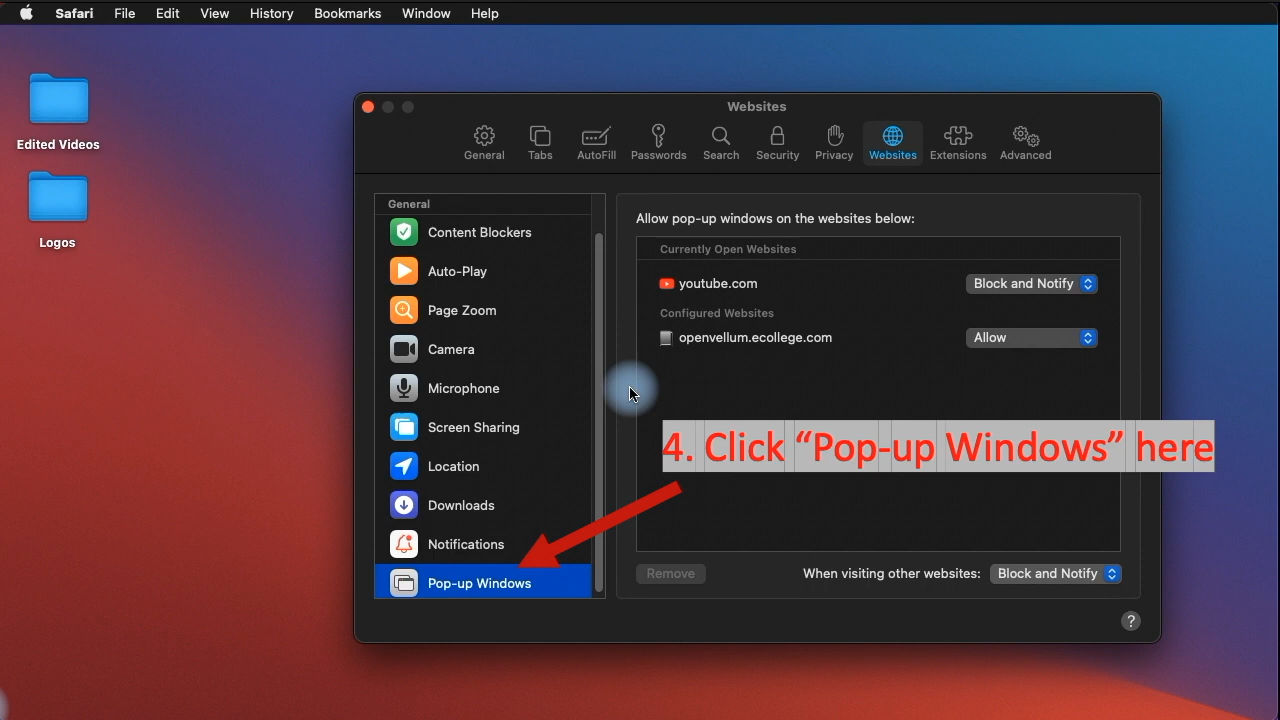 Safari File Edit View History Bookmarks Window Help
Edited Videos
Logos
Websites
General Tabs AutoFill Passwords Search Security Privacy Websites Extensions Advanced
General
Content Blockers
Auto-Play
Page Zoom
Camera
Microphone
Screen Sharing
Location
Downloads
Notifications
Pop-up Windows
Allow pop-up windows on the websites below:
Currently Open Websites
youtube.com Block and Notify
Configured Websites
openvellum.ecollege.com Allow
4. Click “Pop-up Windows” here
Remove When visiting other websites: Block and Notify
?